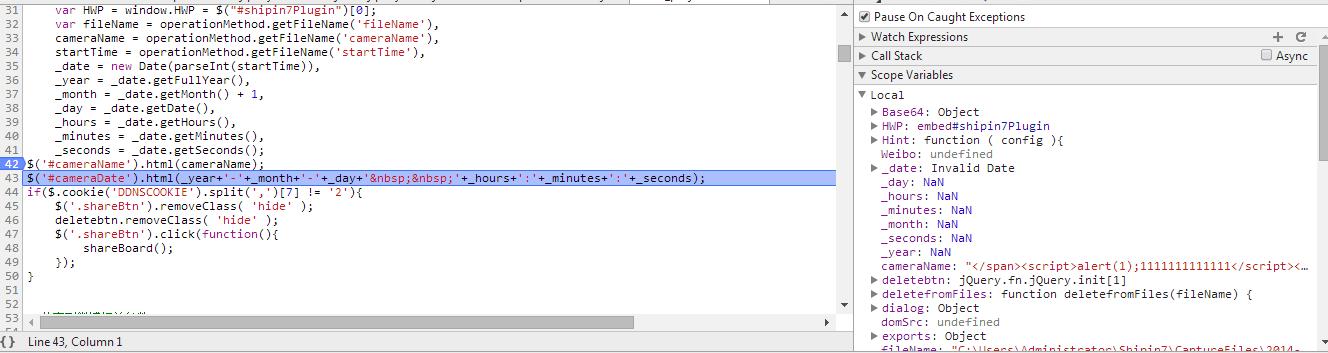 31 var HWP = window.HWP = $("#shipin7Plugin")[0];
32 var fileName = operationMethod.getFileName('fileName'),
33 cameraName = operationMethod.getFileName('cameraName'),
34 startTime = operationMethod.getFileName('startTime'),
35 _date = new Date(parseInt(startTime)),
36 _year = _date.getFullYear(),
37 _month = _date.getMonth() + 1,
38 _day = _date.getDate(),
39 _hours = _date.getHours(),
40 _minutes = _date.getMinutes(),
41 _seconds = _date.getSeconds();
42 $('#cameraName').html(cameraName);
43 $('#cameraDate').html(_year+'-'+_month+'-'+_day+'&nbsp;&nbsp;'+_hours+':'+_minutes+':'+_seconds);
44 if($.cookie('DDNSCOOKIE').split(',')[7] != '2'){
45 $('.shareBtn').removeClass( 'hide' );
46 deletebtn.removeClass( 'hide' );
47 $('.shareBtn').click(function(){
48 shareBoard();
49 });
50 }
51
52
53
{} Line 43, Column 1
Pause On Caught Exceptions
Watch Expressions
Call Stack Async
Scope Variables
Local
Base64: Object
HWP: embed#shipin7Plugin
Hint: function ( config ){
Weibo: undefined
_date: Invalid Date
_day: NaN
_hours: NaN
_minutes: NaN
_month: NaN
_seconds: NaN
_year: NaN
cameraName: "</span><script>alert(1);1111111111111</script><…
deletebtn: jQuery.fn.jQuery.init[1]
deletefromFiles: function deletefromFiles(fileName) {
dialog: Object
domSrc: undefined
exports: Object
fileName: "C:\Users\Administrator\Shipin7\CaptureFiles\2014-